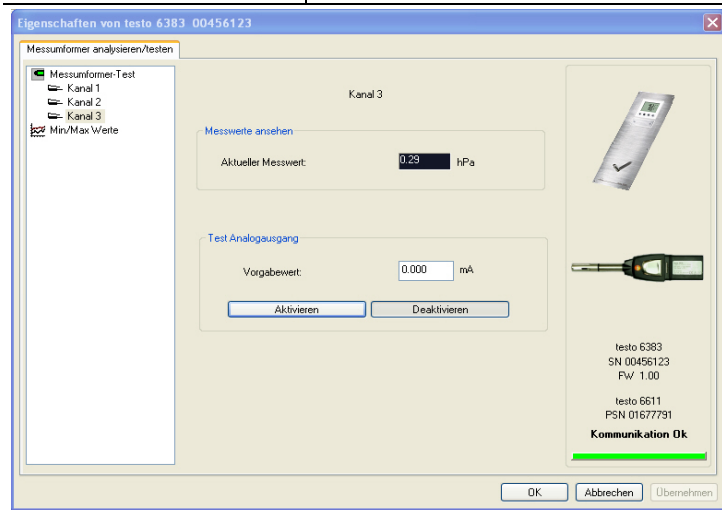 Eigenschaften von testo 6383 00456123
Messumformer analysieren/testen
Messumformer-Test
Kanal 1
Kanal 2
Kanal 3
Min/Max Werte
Kanal 3
Messwerte ansehen
Aktueller Messwert: 0.29 hPa
Test Analogausgang
Vorgabewert: 0.000 mA
Aktivieren Deaktivieren
testo 6383
SN 00456123
FW 1.00
testo 6611
PSN 01677791
Kommunikation Ok
OK Abbrechen Übernehmen